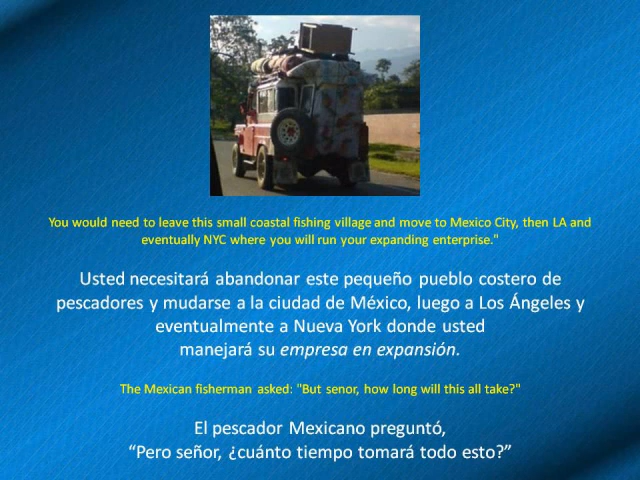 You would need to leave this small coastal fishing village and move to Mexico City, then LA and
eventually NYC where you will run your expanding enterprise."
Usted necesitará abandonar este pequeño pueblo costero de
pescadores y mudarse a la ciudad de México, luego a Los Ángeles y
eventualmente a Nueva York donde usted
manejará su empresa en expansión.
The Mexican fisherman asked: "But senor, how long will this all take?"
El pescador Mexicano preguntó,
“Pero señor, ¿cuánto tiempo tomará todo esto?”